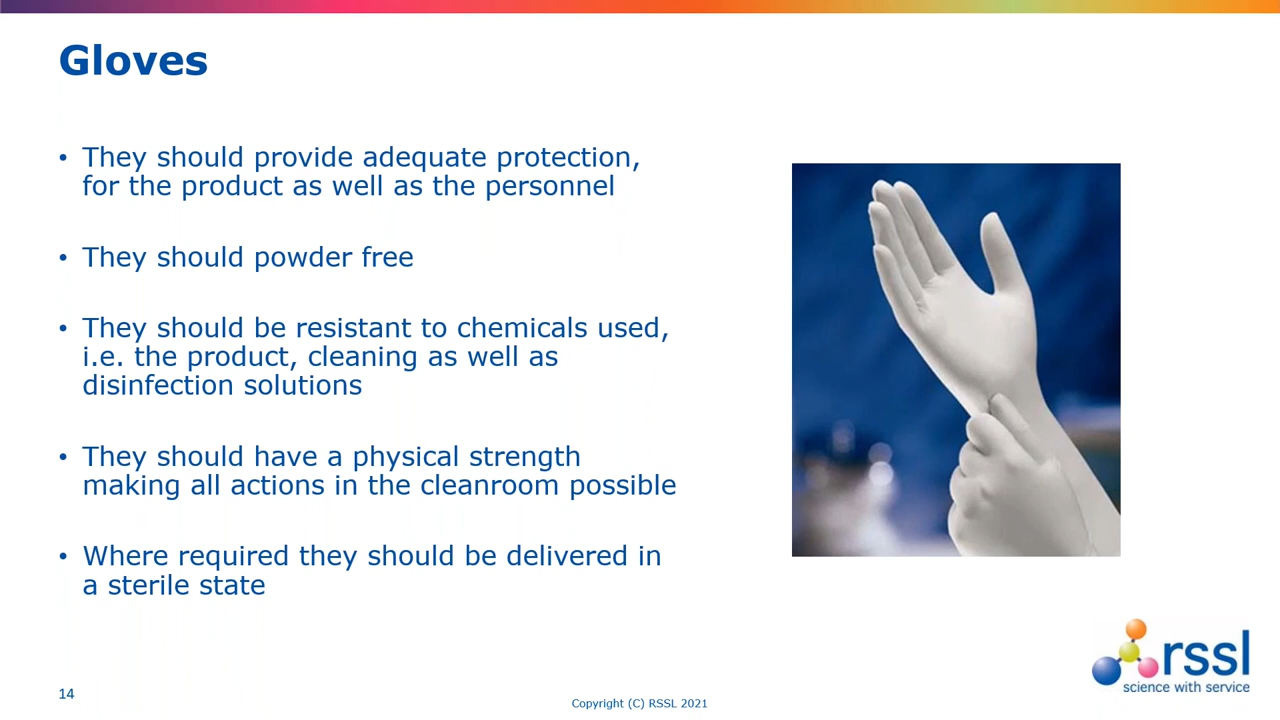 Gloves
• They should provide adequate protection,
for the product as well as the personnel
• They should powder free
• They should be resistant to chemicals used,
i.e. the product, cleaning as well as
disinfection solutions
• They should have a physical strength
making all actions in the cleanroom possible
• Where required they should be delivered in
a sterile state
rssl
science with service
14
Copyright (C) RSSL 2021